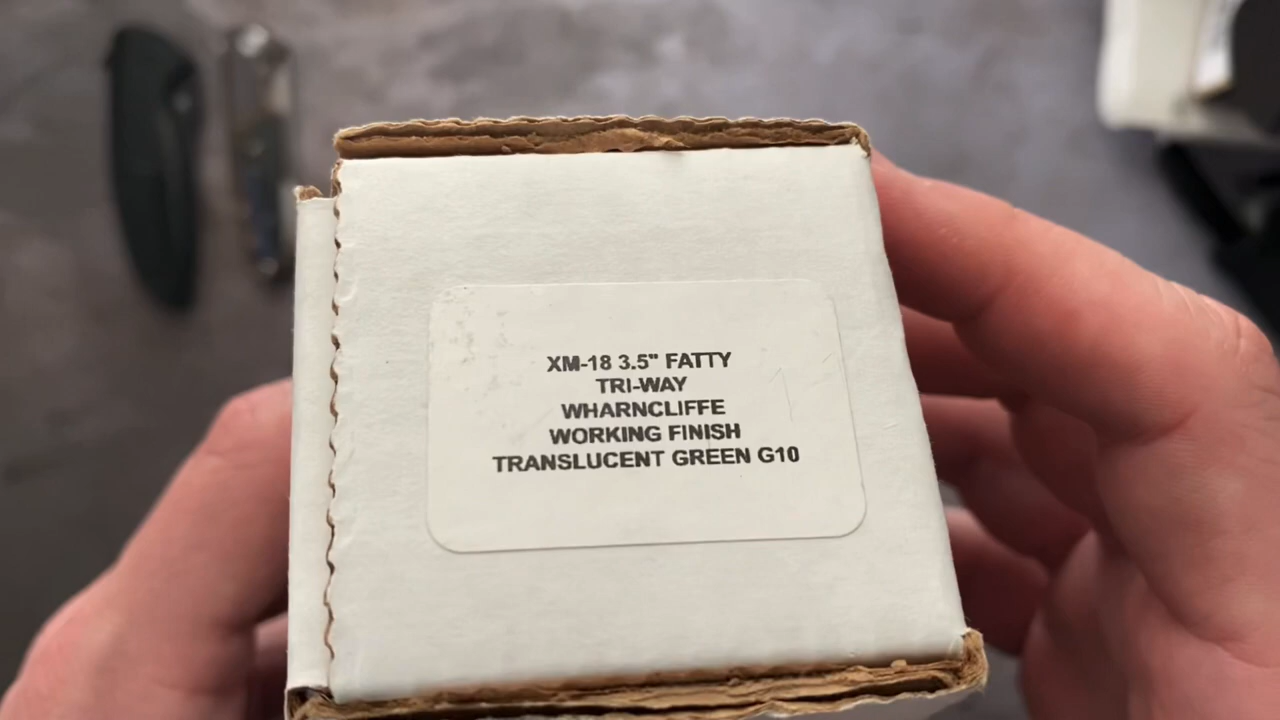 XM-18 3.5" FATTY
TRI-WAY
WHARNCLIFFE
WORKING FINISH
TRANSLUCENT GREEN G10